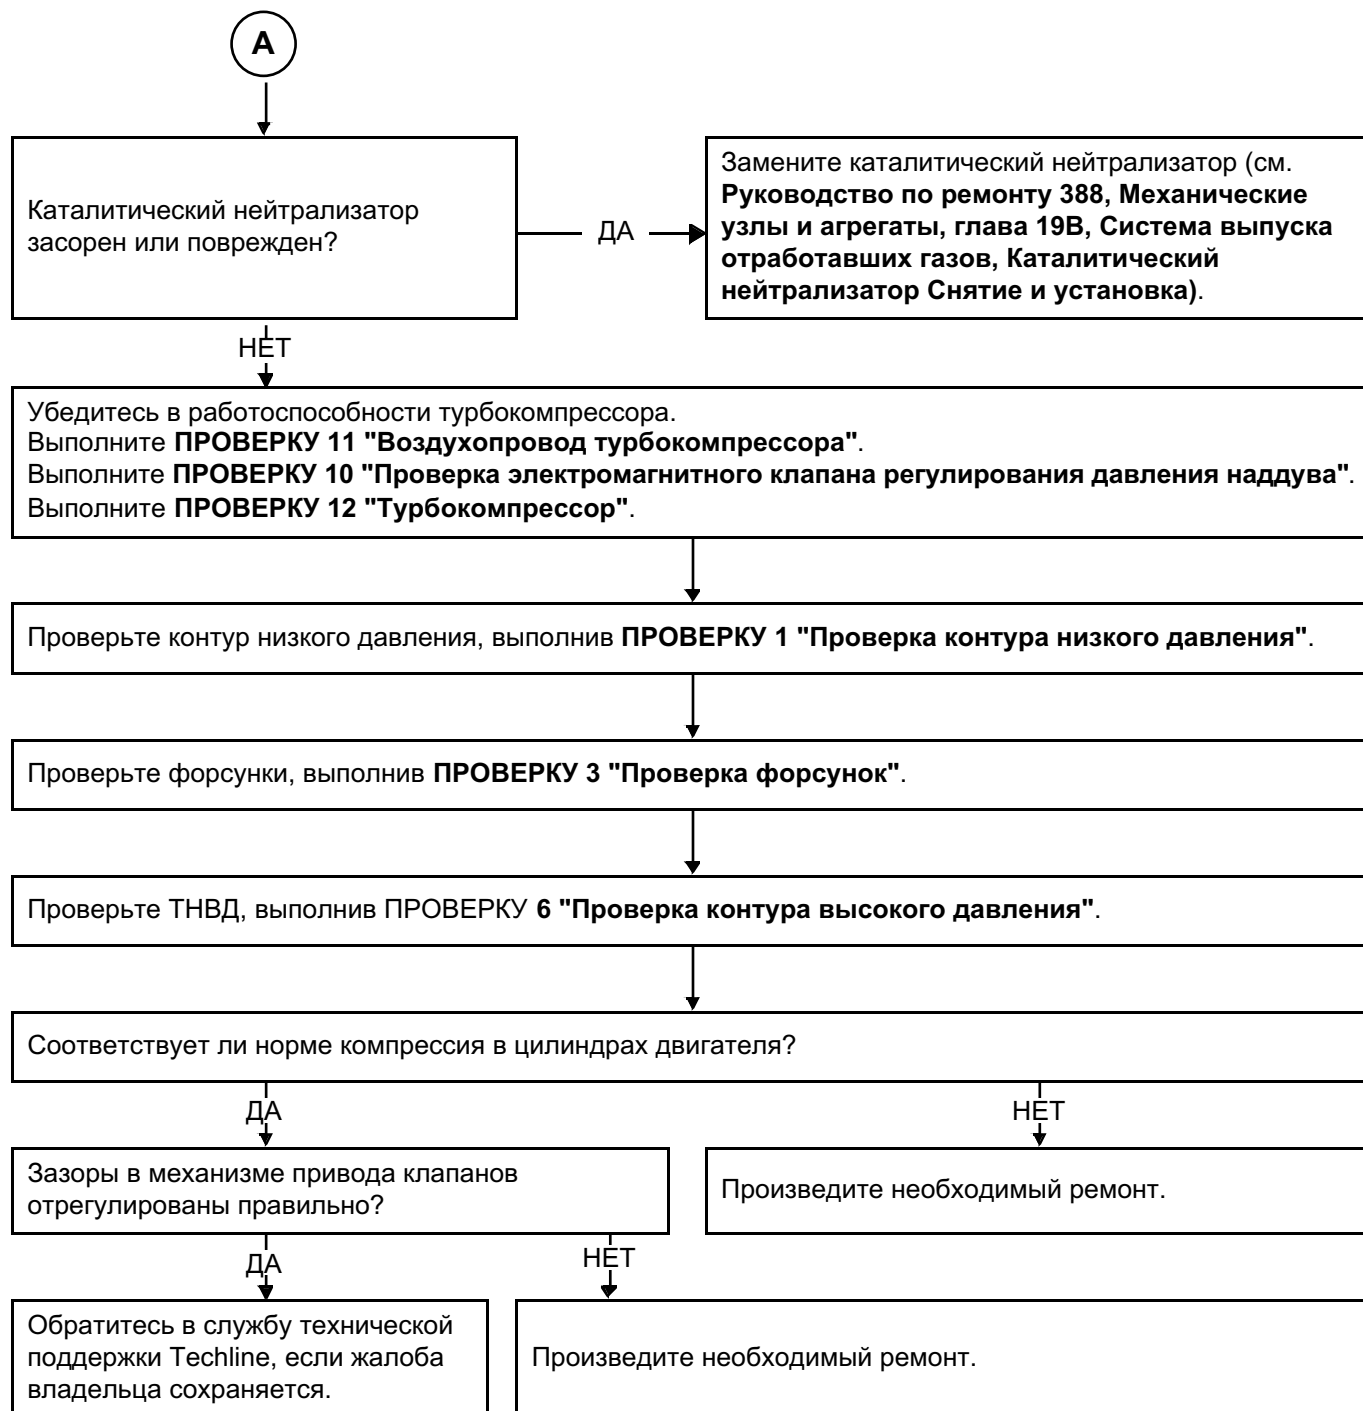 A
Каталитический нейтрализатор
засорен или поврежден?
ДА
Замените каталитический нейтрализатор (см.
Руководство по ремонту 388, Механические
узлы и агрегаты, глава 19B, Система выпуска
отработавших газов, Каталитический
нейтрализатор Снятие и установка).
НЕТ
Убедитесь в работоспособности турбокомпрессора.
Выполните ПРОВЕРКУ 11 "Воздухопровод турбокомпрессора".
Выполните ПРОВЕРКУ 10 "Проверка электромагнитного клапана регулирования давления наддува".
Выполните ПРОВЕРКУ 12 "Турбокомпрессор".
Проверьте контур низкого давления, выполнив ПРОВЕРКУ 1 "Проверка контура низкого давления".
Проверьте форсунки, выполнив ПРОВЕРКУ 3 "Проверка форсунок".
Проверьте ТНВД, выполнив ПРОВЕРКУ 6 "Проверка контура высокого давления".
Соответствует ли норме компрессия в цилиндрах двигателя?
ДА
НЕТ
Зазоры в механизме привода клапанов
отрегулированы правильно?
Произведите необходимый ремонт.
ДА
НЕТ
Обратитесь в службу технической
поддержки Techline, если жалоба
владельца сохраняется.
Произведите необходимый ремонт.